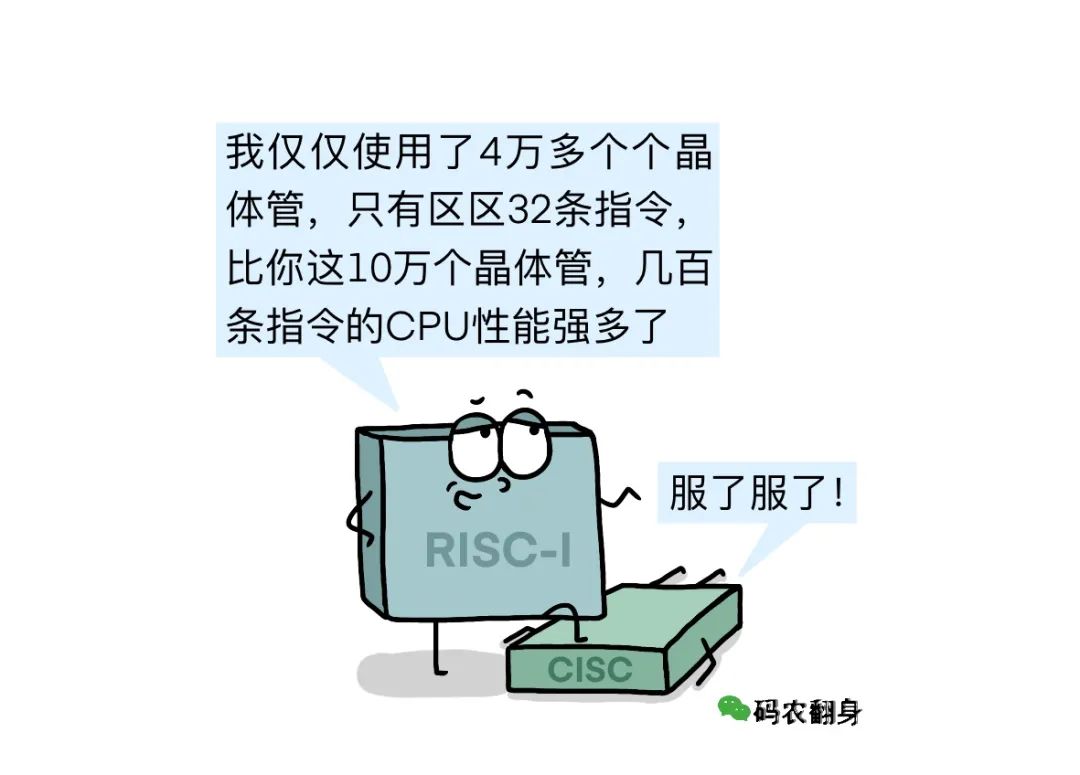 我仅仅使用了4万多个个晶
体管，只有区区32条指令，
比你这10万个晶体管，几百
条指令的CPU性能强多了
服了服了！
RISC-I
CISC
码农翻身